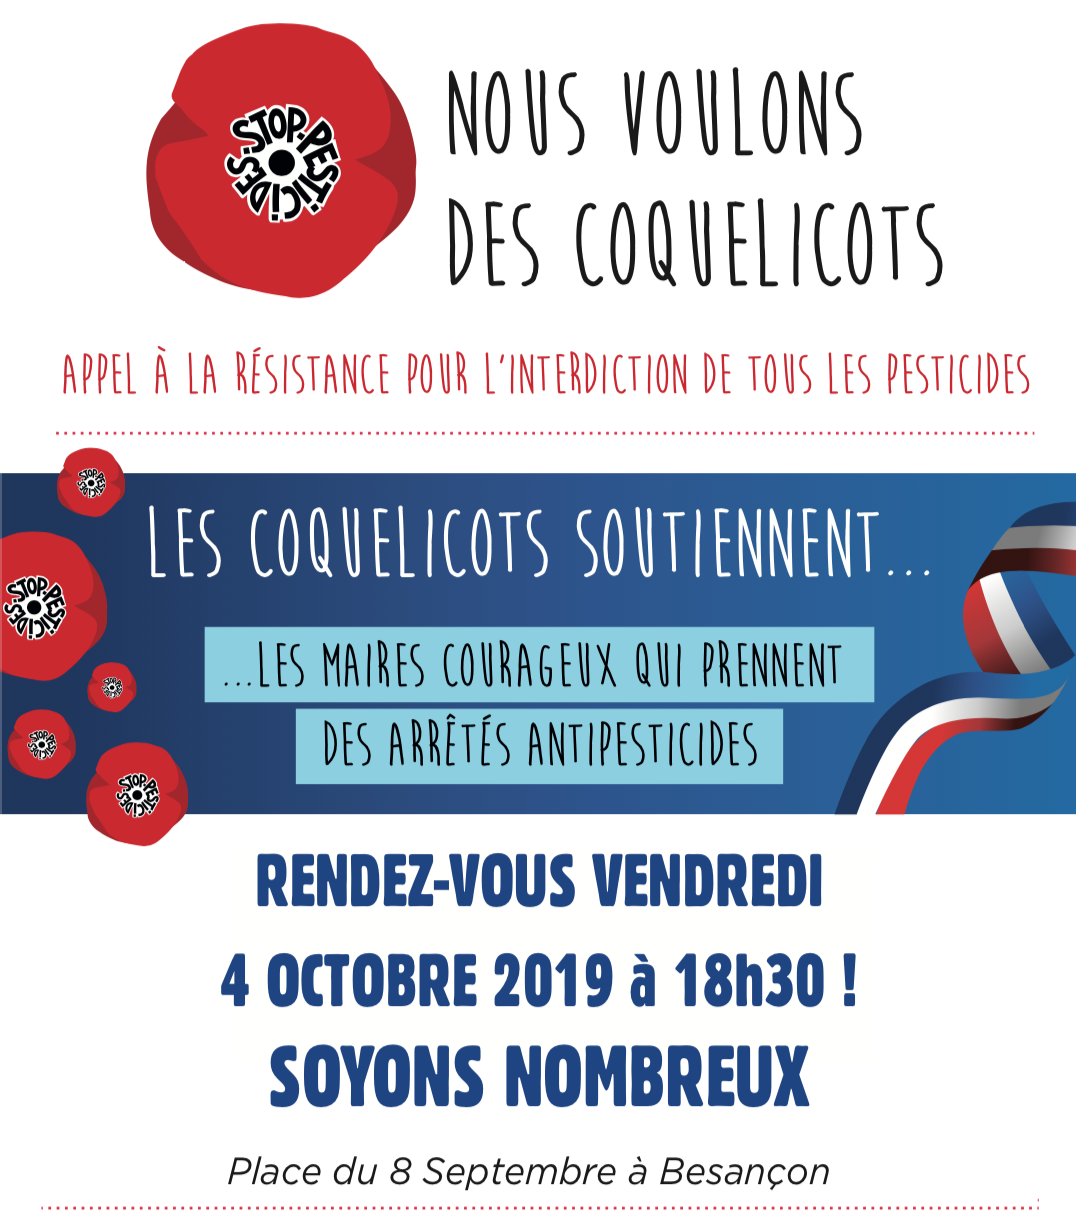 STOP.PESTICIDES.
NOUS VOULONS
DES COQUELICOTS
APPEL À LA RÉSISTANCE POUR L'INTERDICTION DE TOUS LES PESTICIDES
STOP.PESTICIDES.
LES COQUELICOTS SOUTIENNENT...
STOP.PESTICIDES.
...LES MAIRES COURAGEUX QUI PRENNENT
STOP.PESTICIDES.
DES ARRÊTÉS ANTIPESTICIDES
STOP.PESTICIDES.
STOP.PESTICIDES.
RENDEZ-VOUS VENDREDI
4 OCTOBRE 2019 à 18h30 !
SOYONS NOMBREUX
Place du 8 Septembre à Besançon